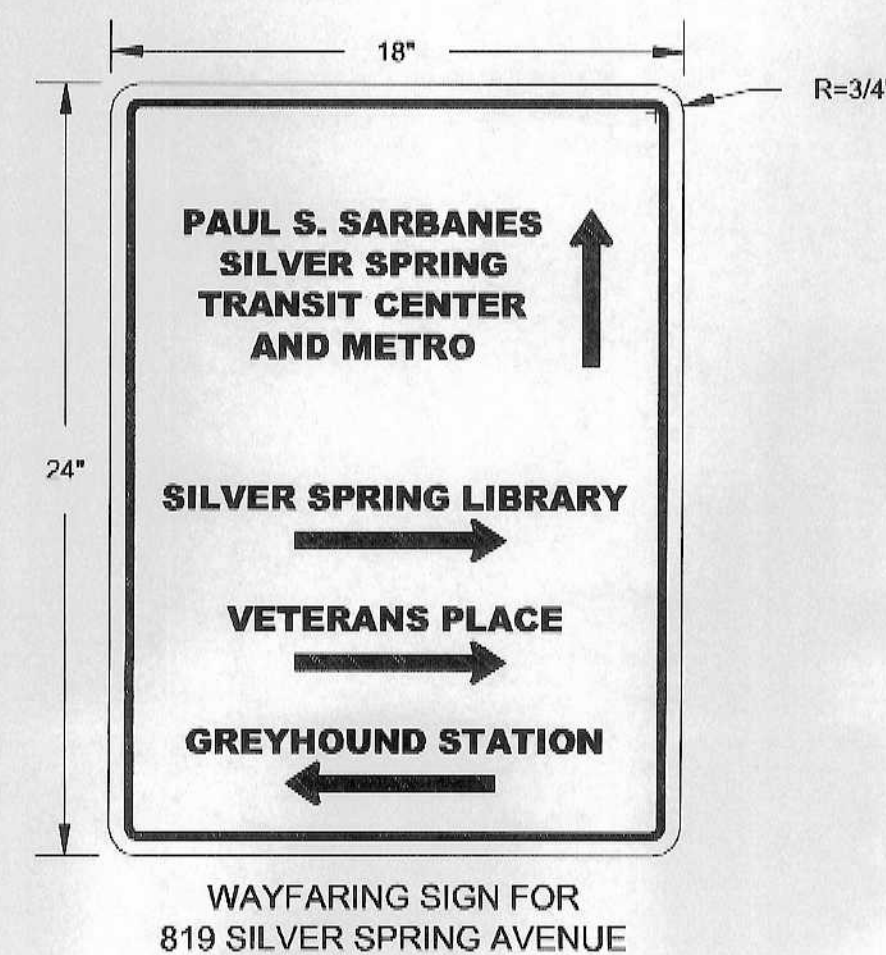 18"
R=3/4"
PAUL S. SARBANES
SILVER SPRING
TRANSIT CENTER
AND METRO
24"
SILVER SPRING LIBRARY
VETERANS PLACE
GREYHOUND STATION
WAYFARING SIGN FOR
819 SILVER SPRING AVENUE